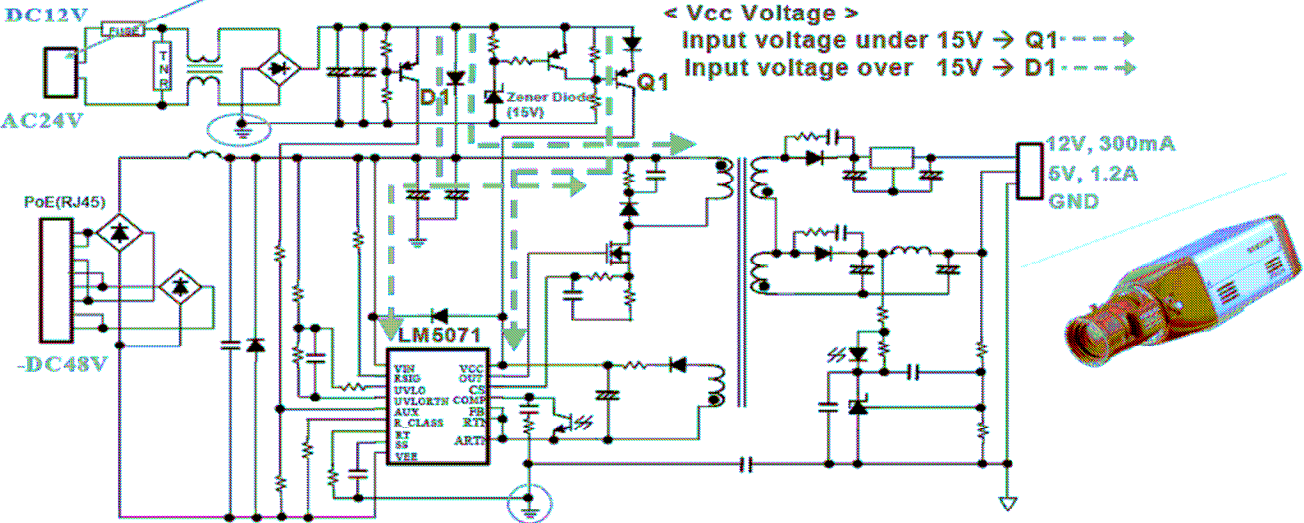 DC12V
FUSE
TNR
AC24V
< Vcc Voltage >
Input voltage under 15V → Q1
Input voltage over 15V → D1
D1
Zener Diode
(15V)
Q1
PoE(RJ45)
-DC48V
12V, 300mA
5V, 1.2A
GND
LM5071
VIN
RSIG
UVLO
UVLORTN
AUX
R_CLASS
RT
SS
VEE
VCC
OUT
CS
COMP
FB
RTN
ARTN